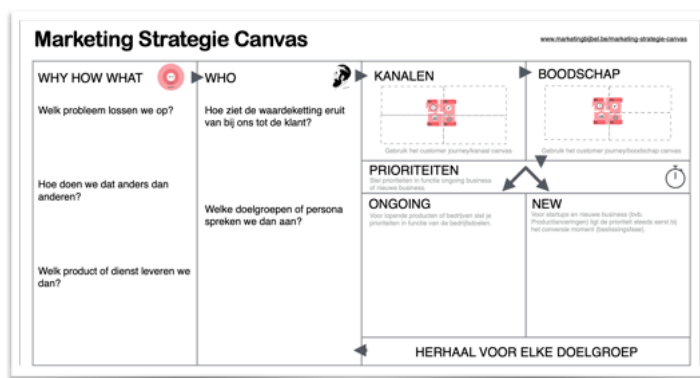 Marketing Strategie Canvas
www.marketingbijbel.be/marketing-strategie-canvas
WHY HOW WHAT
Welk probleem lossen we op?
Hoe doen we dat anders dan
anderen?
Welk product of dienst leveren we
dan?
WHO
Hoe ziet de waardeketting eruit
van bij ons tot de klant?
Welke doelgroepen of persona
spreken we dan aan?
KANALEN
Gebruik het customer journey/kanaal canvas
BOODSCHAP
Gebruik het customer journey/boodschap canvas
PRIORITEITEN
Stel prioriteiten in functie ongoing business
of nieuwe business.
ONGOING
Voor lopende producten of bedrijven stel je
prioriteiten in functie van de bedrijfsdoelen.
NEW
Voor startups en nieuwe business (bvb.
Productlanceringen) ligt de prioriteit steeds eerst bij
het conversie moment (beslissingsfase).
HERHAAL VOOR ELKE DOELGROEP